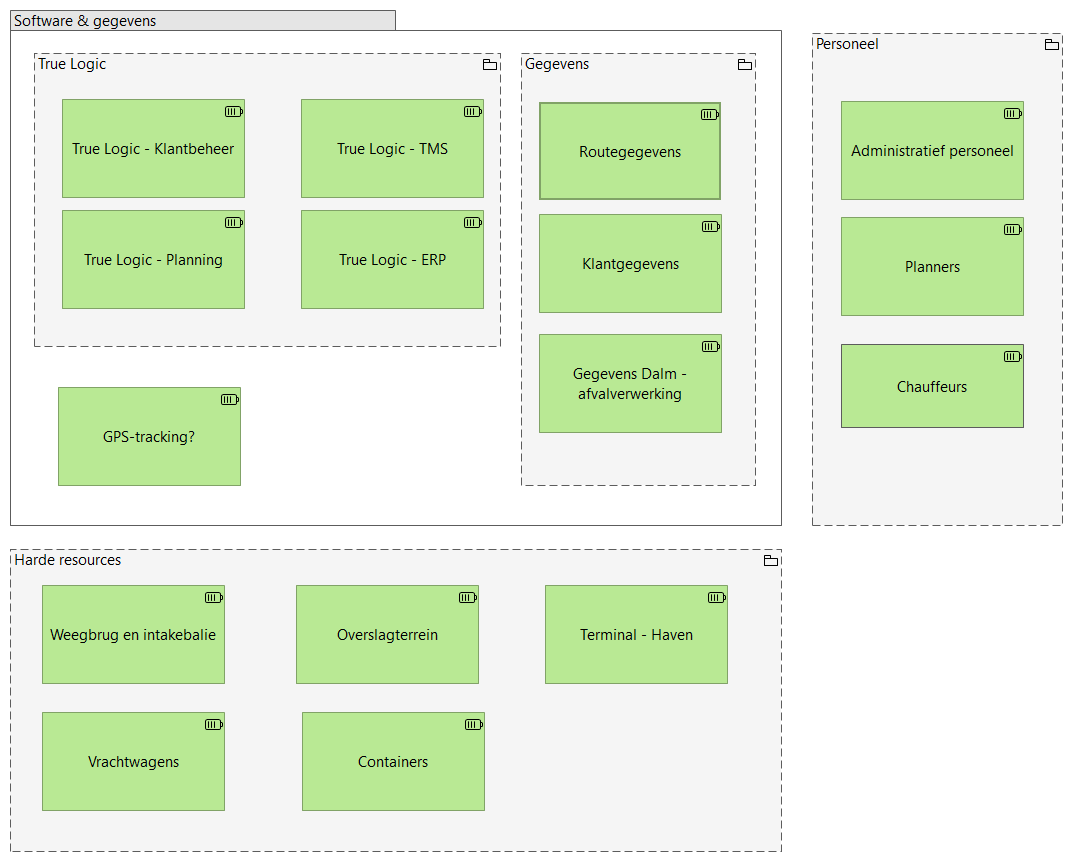 Software & gegevens
True Logic
True Logic - Klantbeheer
True Logic - TMS
True Logic - Planning
True Logic - ERP
GPS-tracking?
Gegevens
Routegegevens
Klantgegevens
Gegevens Dalm -
afvalverwerking
Personeel
Administratief personeel
Planners
Chauffeurs
Harde resources
Weegbrug en intakebalie
Overslagterrein
Terminal - Haven
Vrachtwagens
Containers